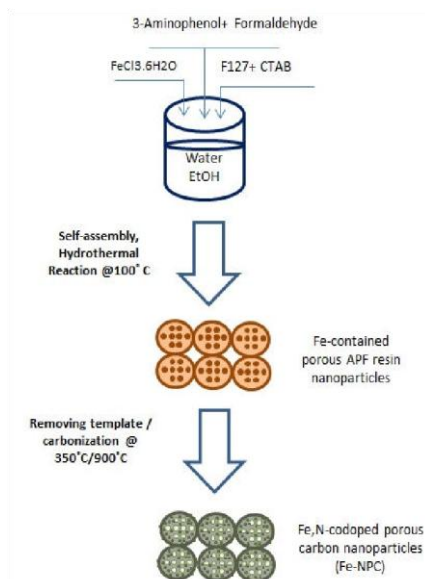 3-Aminophenol+ Formaldehyde
FeCl3.6H2O
F127+ CTAB
Water
EtOH
Self-assembly,
Hydrothermal
Reaction @100° C
Fe-contained
porous APF resin
nanoparticles
Removing template /
carbonization @
350°C/900°C
Fe,N-codoped porous
carbon nanoparticles
(Fe-NPC)